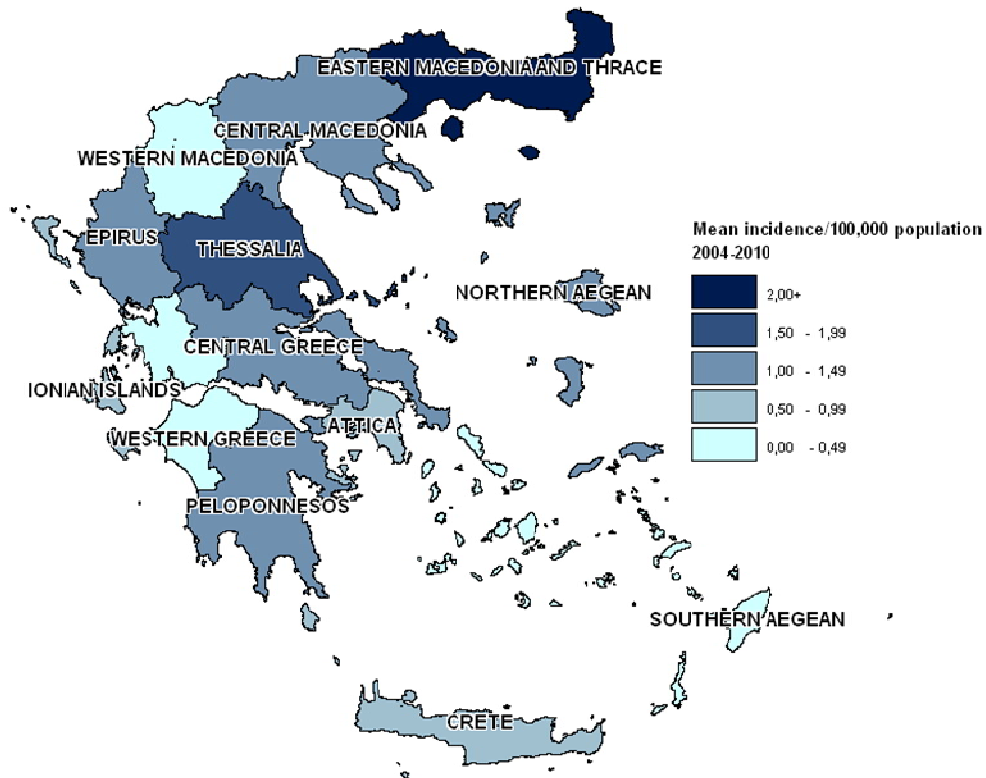 EASTERN MACEDONIA AND THRACE
CENTRAL MACEDONIA
WESTERN MACEDONIA
EPIRUS
THESSALIA
NORTHERN AEGEAN
CENTRAL GREECE
IONIAN ISLANDS
ATTICA
WESTERN GREECE
PELOPONNESOS
SOUTHERN AEGEAN
CRETE
Mean incidence/100,000 population
2004-2010
2,00+
1,50 - 1,99
1,00 - 1,49
0,50 - 0,99
0,00 - 0,49